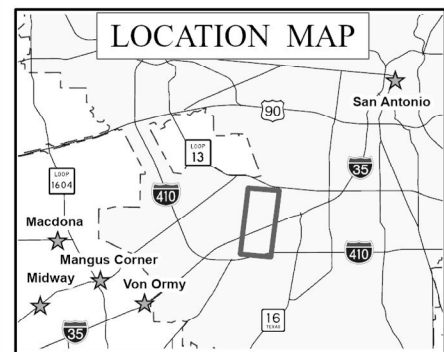 LOCATION MAP
San Antonio
90
LOOP
13
35
LOOP
1604
410
Macdona
Mangus Corner
410
Midway
Von Ormy
16
TEXAS
35